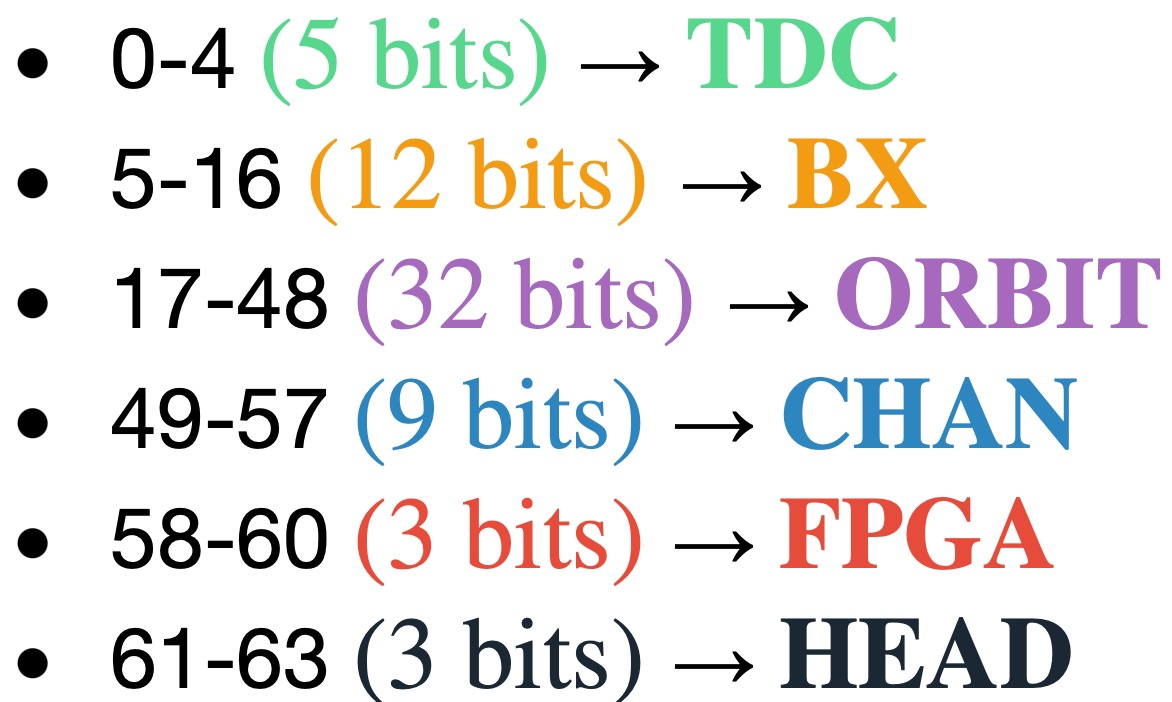 • 0-4 (5 bits) → TDC
• 5-16 (12 bits) → BX
• 17-48 (32 bits) → ORBIT
• 49-57 (9 bits) → CHAN
• 58-60 (3 bits) → FPGA
• 61-63 (3 bits) → HEAD